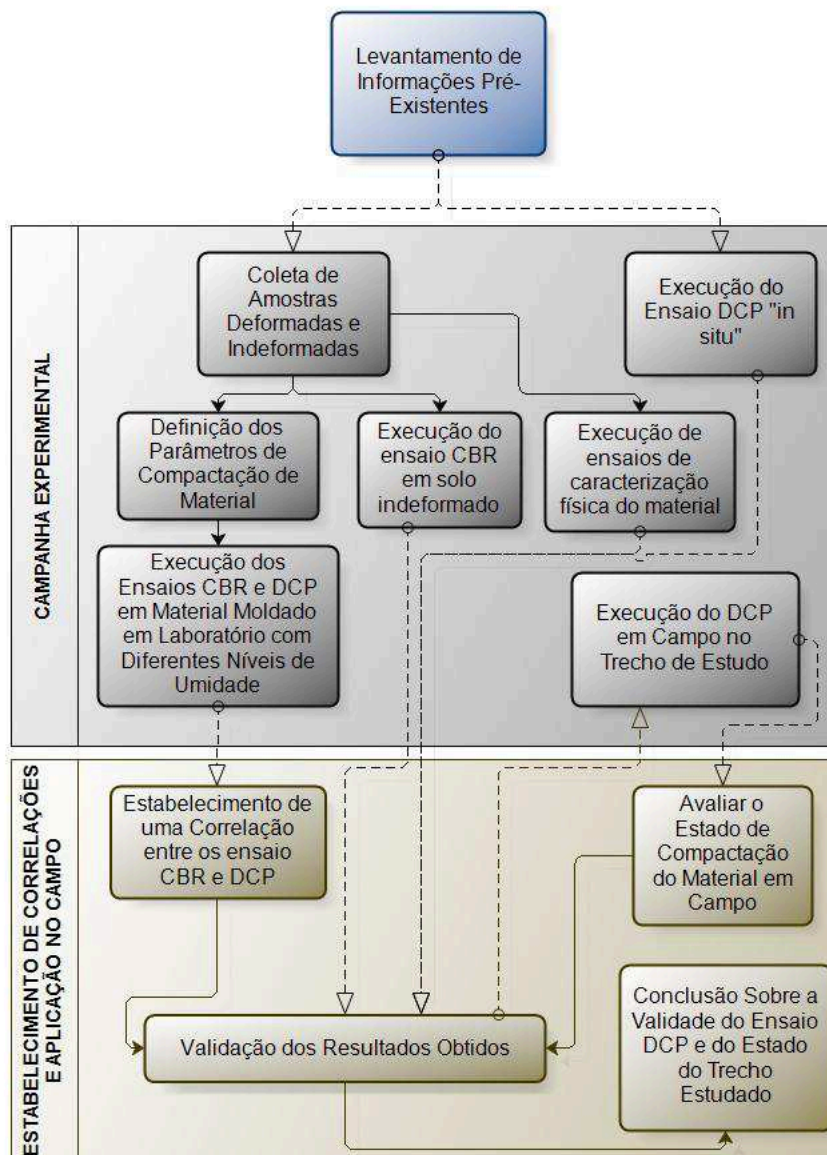 Levantamento de
Informações Pré-
Existentes
CAMPANHA EXPERIMENTAL
Coleta de
Amostras
Deformadas e
Indeformadas
Execução do
Ensaio DCP "in
situ"
Definição dos
Parâmetros de
Compactação de
Material
Execução do
ensaio CBR
em solo
indeformado
Execução de
ensaios de
caracterização
física do material
Execução dos
Ensaios CBR e DCP
em Material Moldado
em Laboratório com
Diferentes Níveis de
Umidade
Execução do DCP
em Campo no
Trecho de Estudo
ESTABELECIMENTO DE CORRELAÇÕES
E APLICAÇÃO NO CAMPO
Estabelecimento de
uma Correlação
entre os ensaio
CBR e DCP
Avaliar o
Estado de
Compactação
do Material em
Campo
Validação dos Resultados Obtidos
Conclusão Sobre a
Validade do Ensaio
DCP e do Estado
do Trecho
Estudado